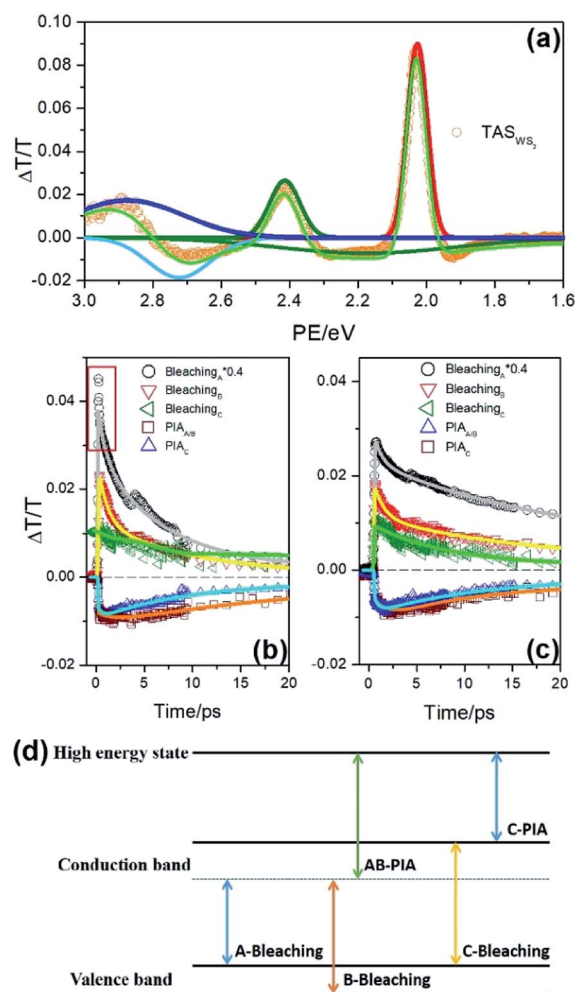 (a)
0.10
0.08
0.06
0.04
0.02
0.00
-0.02
ΔT/T
TAS WS₂
3.0 2.8 2.6 2.4 2.2 2.0 1.8 1.6
PE/eV
0.04
0.02
0.00
-0.02
ΔT/T
Bleaching_A*0.4
Bleaching_B
Bleaching_C
PIA_A/B
PIA_C
(b)
0 5 10 15 20
Time/ps
0.04
0.02
0.00
-0.02
Bleaching_A*0.4
Bleaching_B
Bleaching_C
PIA_A/B
PIA_C
(c)
0 5 10 15 20
Time/ps
(d)
High energy state
C-PIA
Conduction band
AB-PIA
A-Bleaching
C-Bleaching
Valence band
B-Bleaching